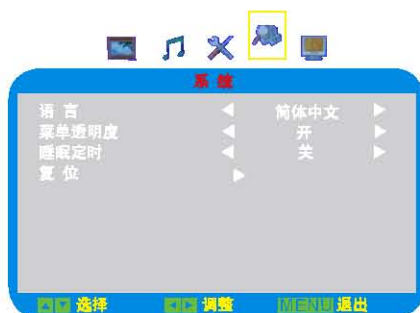 系 统
语 言 ◀ 简体中文 ▶
菜单透明度 ◀ 开 ▶
睡眠定时 ◀ 关 ▶
复 位 ▶
▲▼ 选择 ◀▶ 调整 MENU 退出